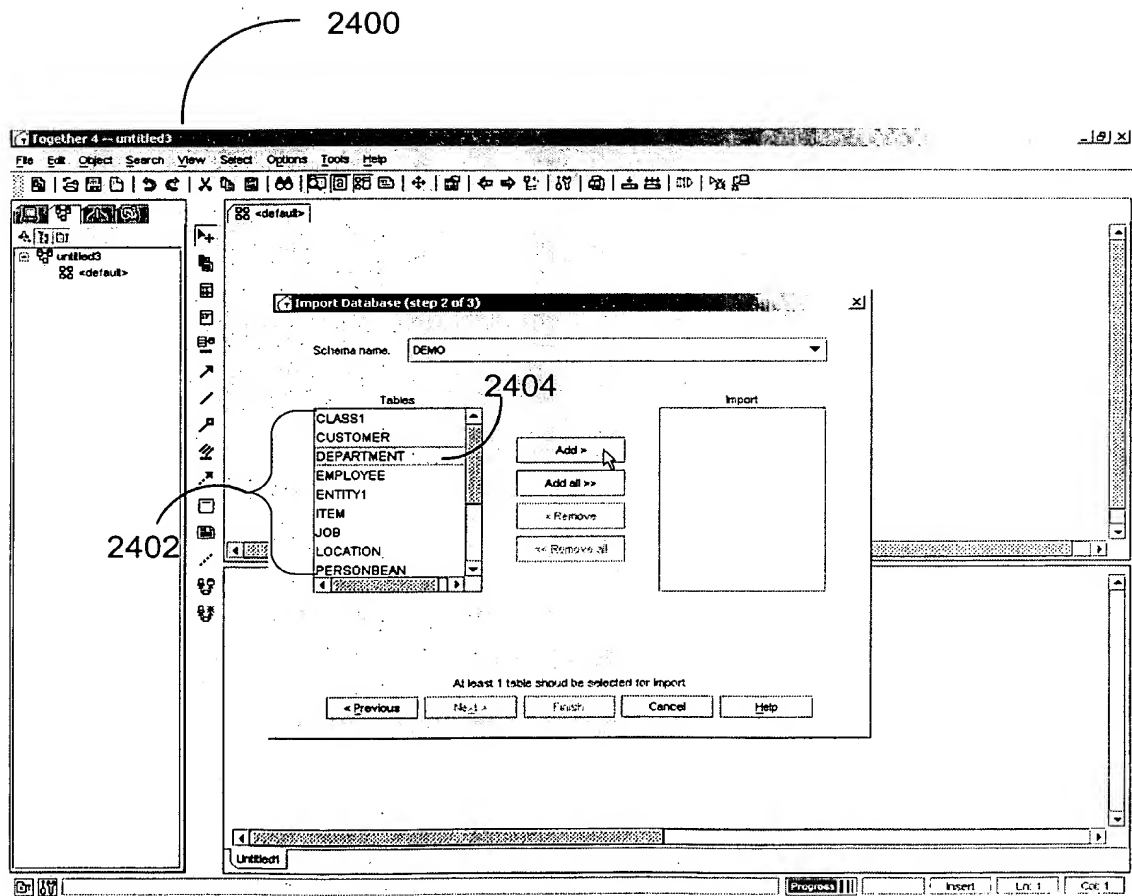 2400
Together 4 -- untitled3
File Edit Object Search View Select Options Tools Help
<default>
untitled3
<default>
Import Database (step 2 of 3)
Schema name. DEMO
2404
Tables
Import
CLASS1
CUSTOMER
DEPARTMENT
EMPLOYEE
ENTITY1
ITEM
JOB
LOCATION
PERSONBEAN
Add >
Add all >>
< Remove
<< Remove all
2402
At least 1 table shoud be selected for import
< Previous
Next >
Finish
Cancel
Help
Untitled1
Progress
Insert
Ln: 1
Col: 1